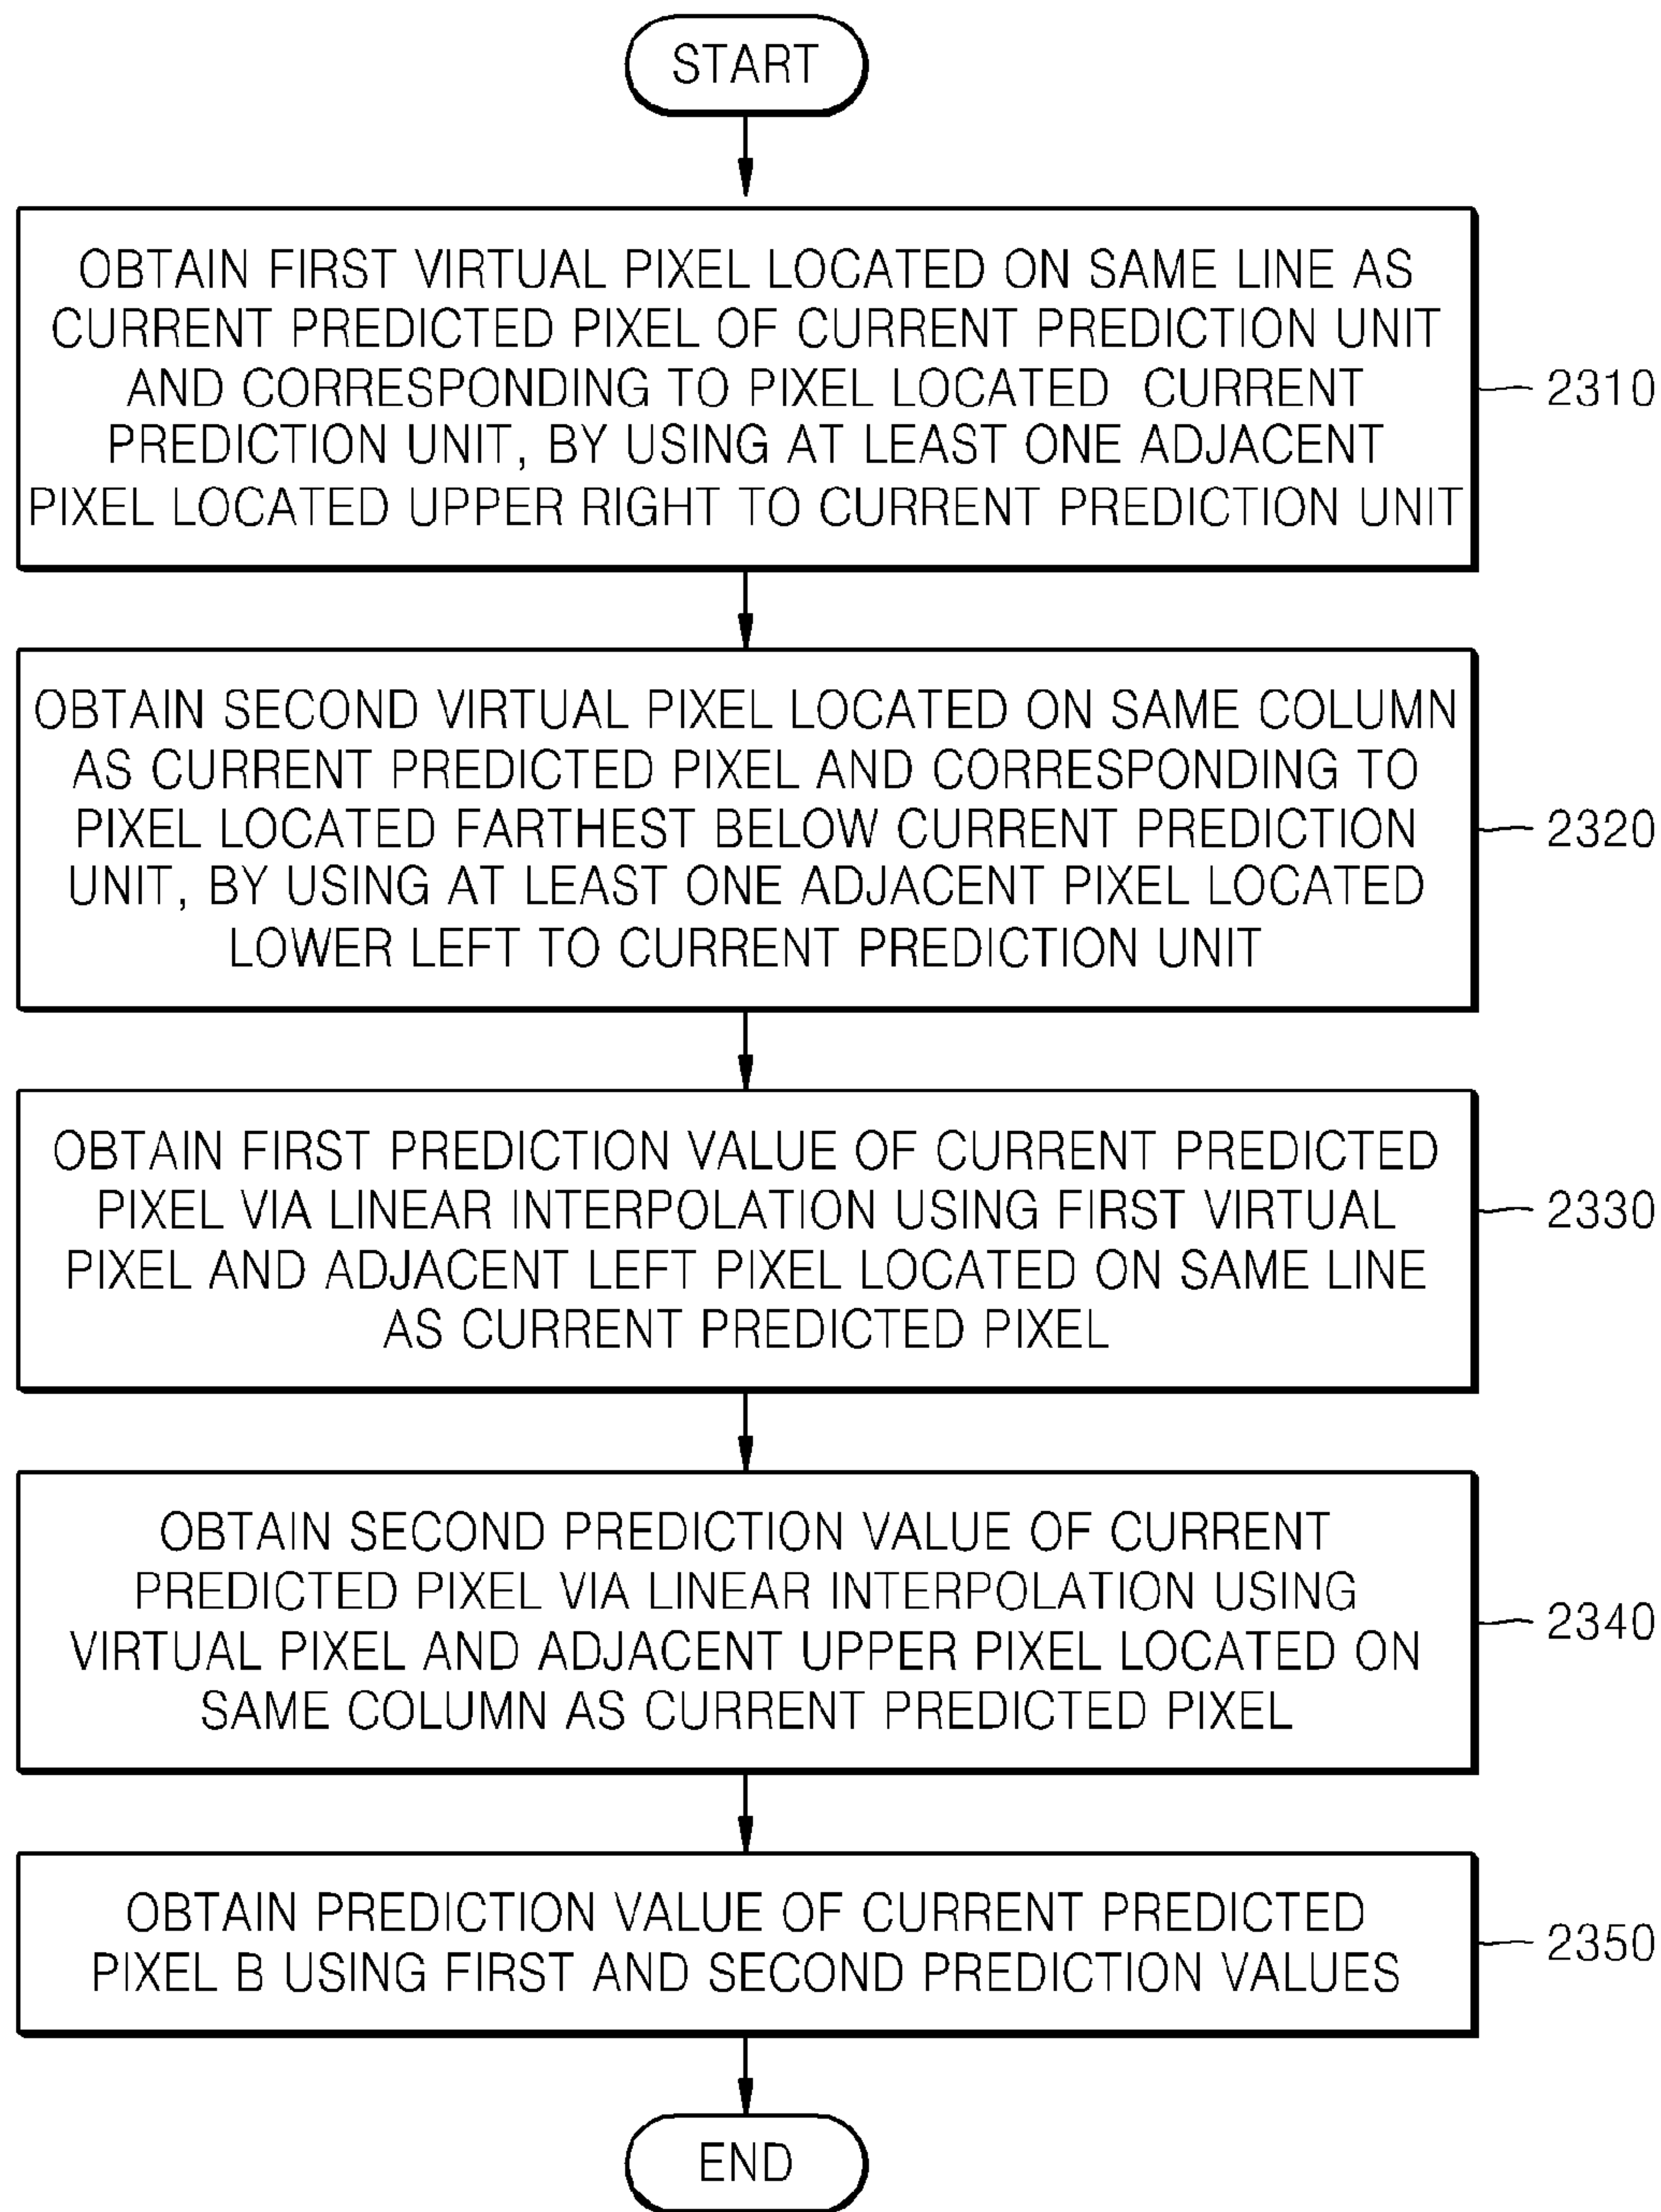 START
OBTAIN FIRST VIRTUAL PIXEL LOCATED ON SAME LINE AS
CURRENT PREDICTED PIXEL OF CURRENT PREDICTION UNIT
AND CORRESPONDING TO PIXEL LOCATED CURRENT
PREDICTION UNIT, BY USING AT LEAST ONE ADJACENT
PIXEL LOCATED UPPER RIGHT TO CURRENT PREDICTION UNIT
2310
OBTAIN SECOND VIRTUAL PIXEL LOCATED ON SAME COLUMN
AS CURRENT PREDICTED PIXEL AND CORRESPONDING TO
PIXEL LOCATED FARTHEST BELOW CURRENT PREDICTION
UNIT, BY USING AT LEAST ONE ADJACENT PIXEL LOCATED
LOWER LEFT TO CURRENT PREDICTION UNIT
2320
OBTAIN FIRST PREDICTION VALUE OF CURRENT PREDICTED
PIXEL VIA LINEAR INTERPOLATION USING FIRST VIRTUAL
PIXEL AND ADJACENT LEFT PIXEL LOCATED ON SAME LINE
AS CURRENT PREDICTED PIXEL
2330
OBTAIN SECOND PREDICTION VALUE OF CURRENT
PREDICTED PIXEL VIA LINEAR INTERPOLATION USING
VIRTUAL PIXEL AND ADJACENT UPPER PIXEL LOCATED ON
SAME COLUMN AS CURRENT PREDICTED PIXEL
2340
OBTAIN PREDICTION VALUE OF CURRENT PREDICTED
PIXEL B USING FIRST AND SECOND PREDICTION VALUES
2350
END